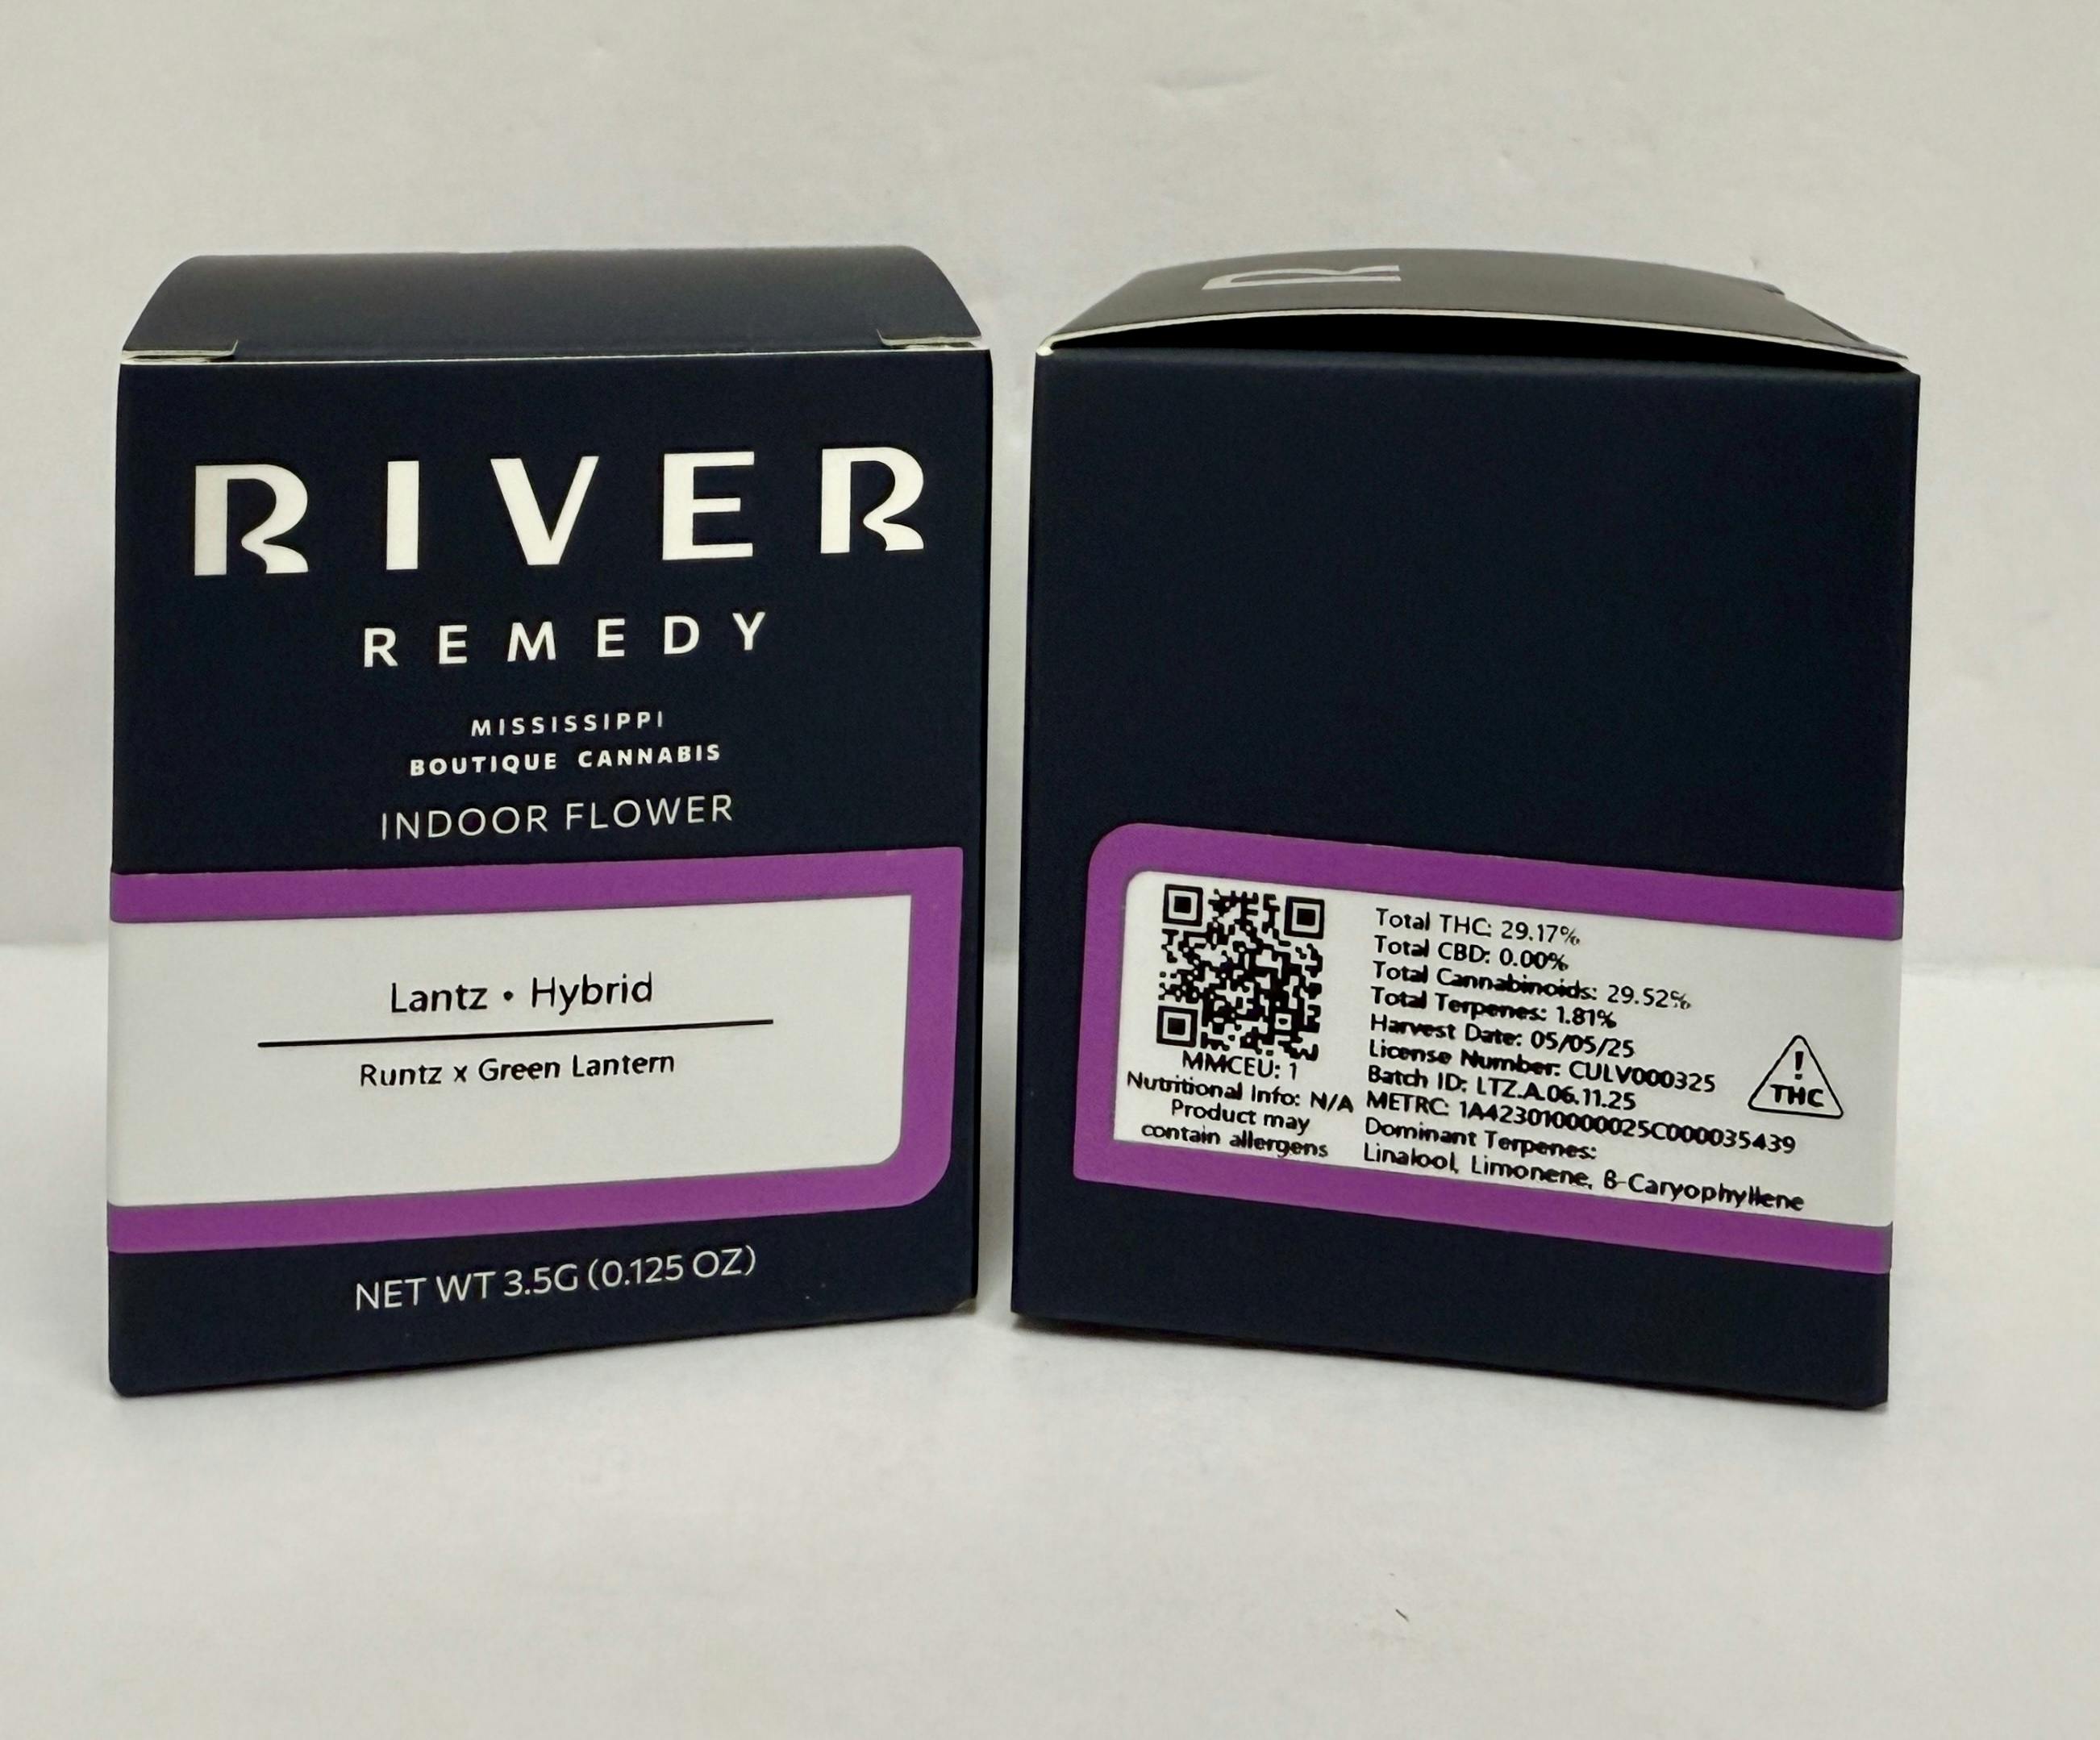 RIVER
REMEDY
MISSISSIPPI
BOUTIQUE CANNABIS
INDOOR FLOWER
Lantz • Hybrid
Runtz x Green Lantern
NET WT 3.5G (0.125 OZ)
R
MMCEU: 1
Nutritional Info: N/A
Product may
contain allergens
Total THC: 29.17%
Total CBD: 0.00%
Total Cannabinoids: 29.52%
Total Terpenes: 1.81%
Harvest Date: 05/05/25
License Number: CULV000325
Batch ID: LTZ.A.06.11.25
METRC: 1A423010000025C000035439
Dominant Terpenes:
Linalool, Limonene, β-Caryophyllene
!
THC